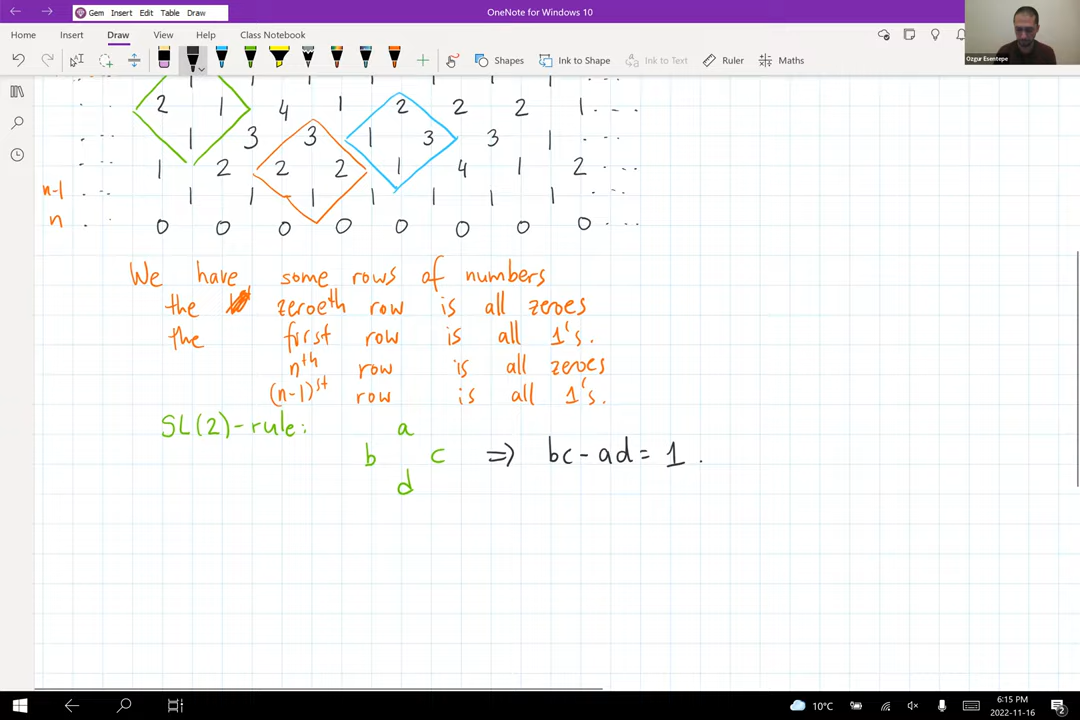 Gem Insert Edit Table Draw
OneNote for Windows 10
Home Insert Draw View Help Class Notebook
Shapes Ink to Shape Ink to Text Ruler Maths
Ozgur Esentepe
2 1 4 1 2 2 2 1 ...
... 1 3 3 1 3 3 1 ...
... 1 2 2 2 1 4 1 2 ...
n-1 ... 1 1 1 1 1 1 1 ...
n ... 0 0 0 0 0 0 0 0 ...
We have some rows of numbers
the zeroeth row is all zeroes
the first row is all 1's.
nth row is all zeroes
(n-1)st row is all 1's.
SL(2)-rule: a
b c ⇒ bc - ad = 1.
d
10°C
6:15 PM
2022-11-16
2